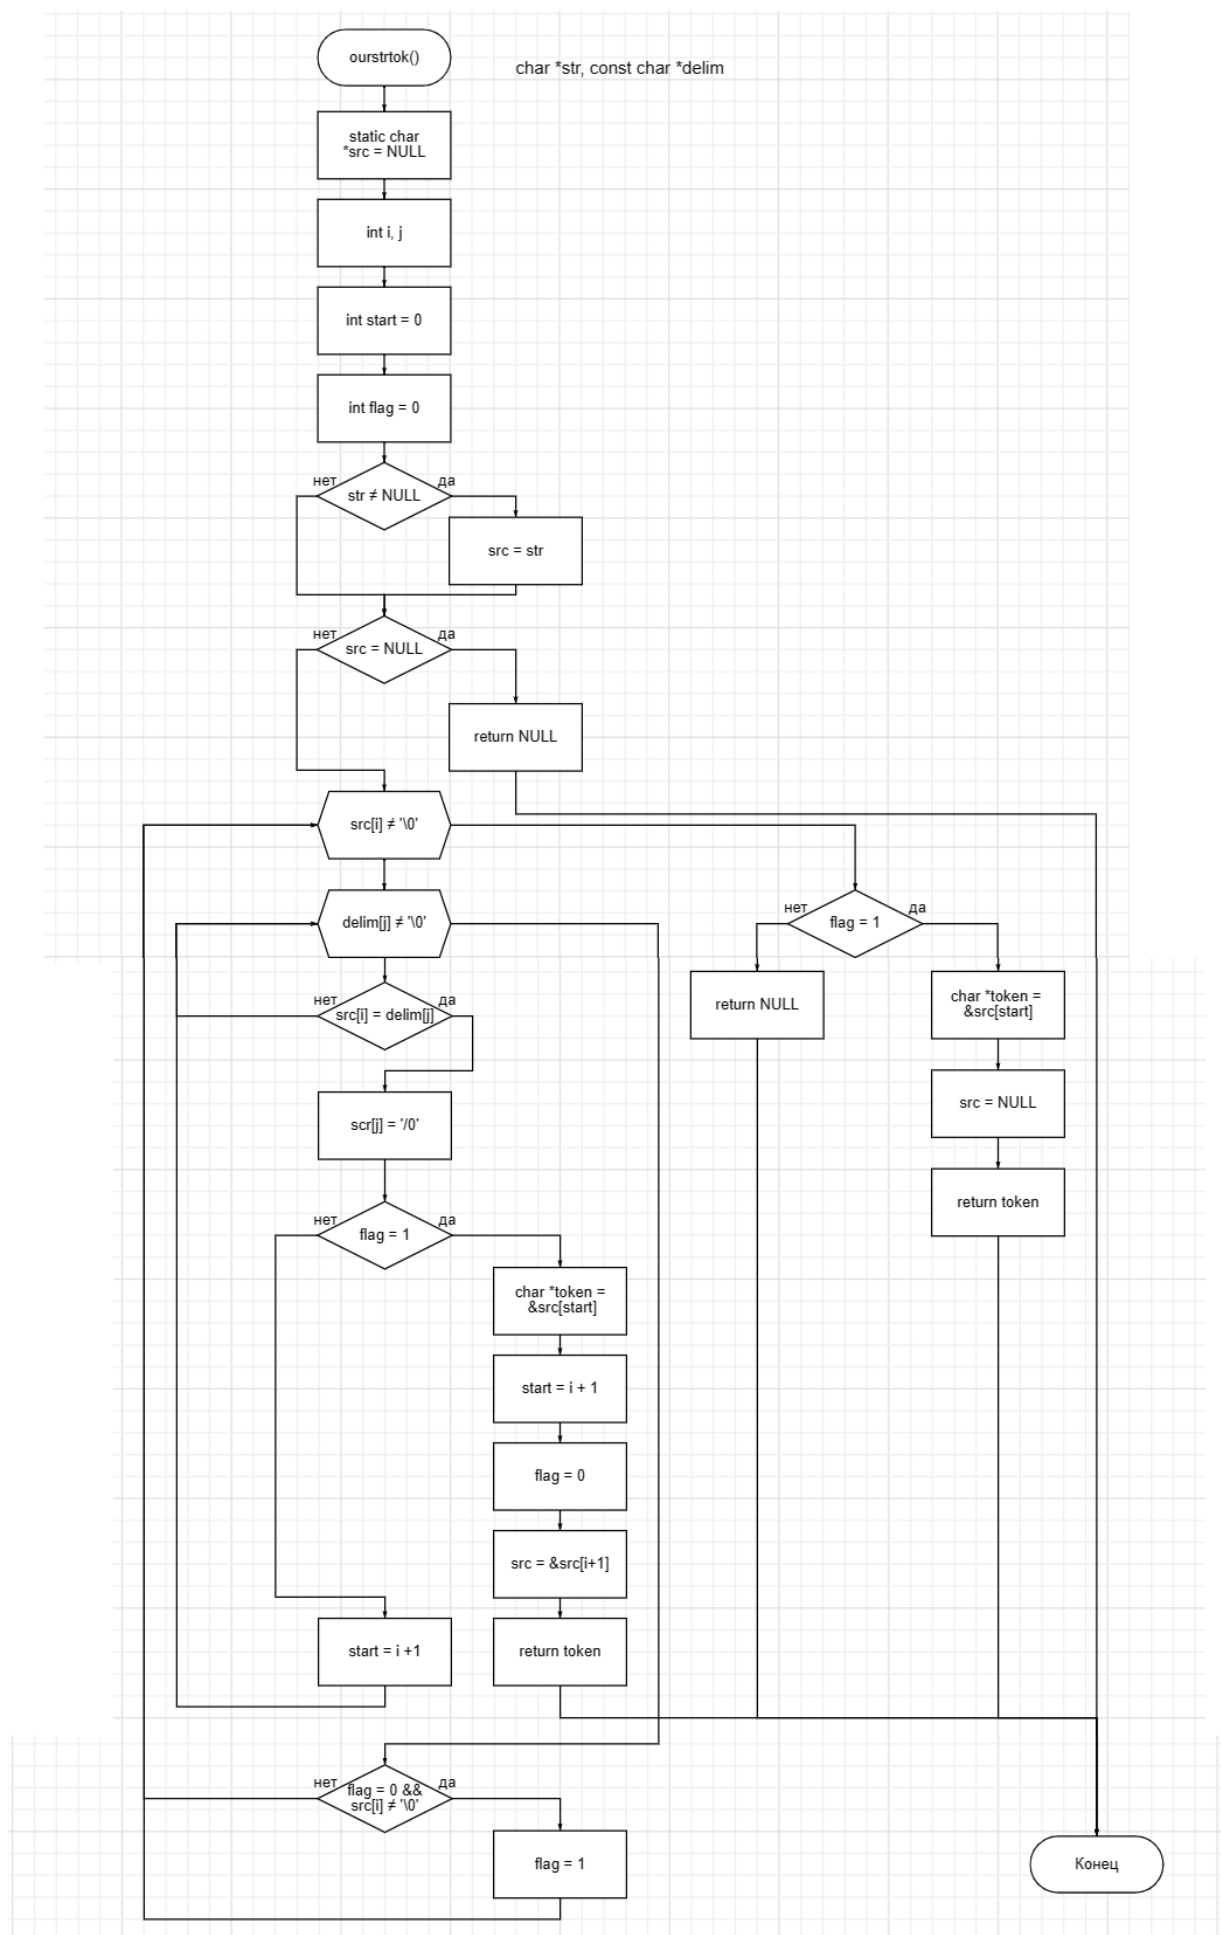 ourstrtok()
char *str, const char *delim
static char
*src = NULL
int i, j
int start = 0
int flag = 0
нет
да
str ≠ NULL
src = str
нет
да
src = NULL
return NULL
src[i] ≠ '\0'
delim[j] ≠ '\0'
нет
да
flag = 1
return NULL
char *token =
&src[start]
src = NULL
return token
нет
да
src[i] = delim[j]
scr[j] = '/0'
нет
да
flag = 1
char *token =
&src[start]
start = i + 1
flag = 0
src = &src[i+1]
start = i +1
return token
нет
да
flag = 0 &&
src[i] ≠ '\0'
flag = 1
Конец